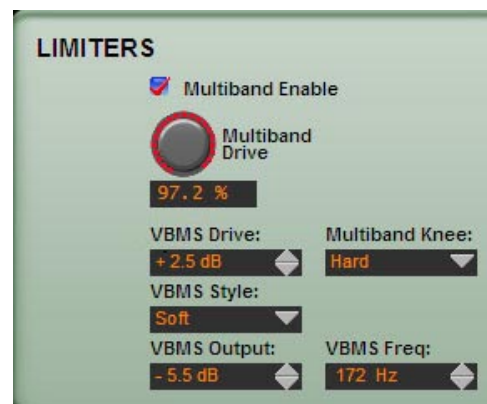 LIMITERS
Multiband Enable
Multiband
Drive
97.2 %
VBMS Drive: Multiband Knee:
+ 2.5 dB Hard
VBMS Style:
Soft
VBMS Output: VBMS Freq:
- 5.5 dB 172 Hz